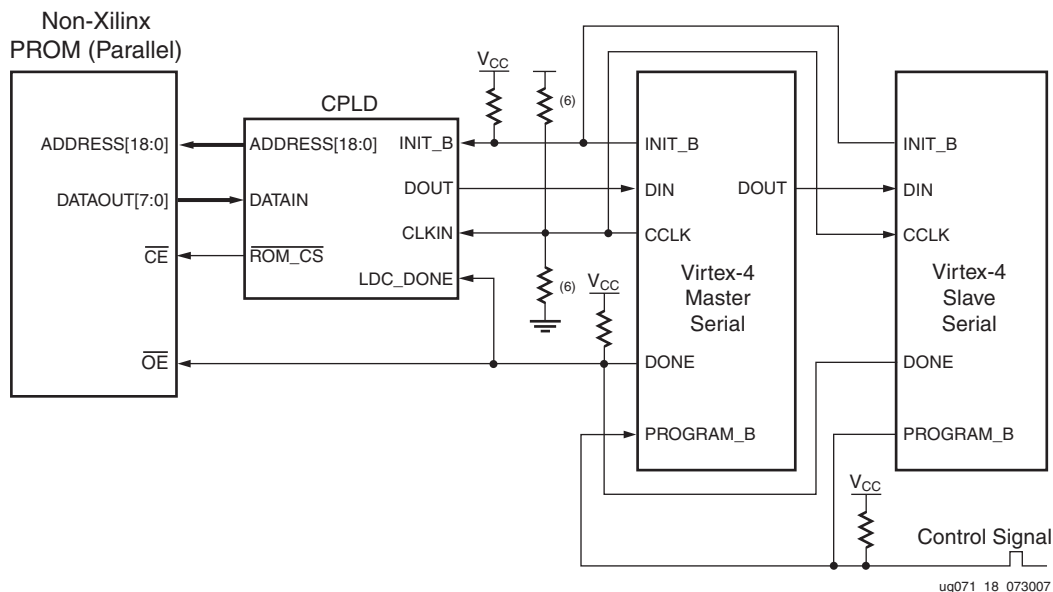 Non-Xilinx
PROM (Parallel)
ADDRESS[18:0]
DATAOUT[7:0]
CE
OE
CPLD
ADDRESS[18:0]
DATAIN
ROM_CS
INIT_B
DOUT
CLKIN
LDC_DONE
VCC
(6)
(6)
VCC
INIT_B
DIN
DOUT
CCLK
Virtex-4
Master
Serial
DONE
PROGRAM_B
INIT_B
DIN
CCLK
Virtex-4
Slave
Serial
DONE
PROGRAM_B
VCC
Control Signal
ug071_18_073007